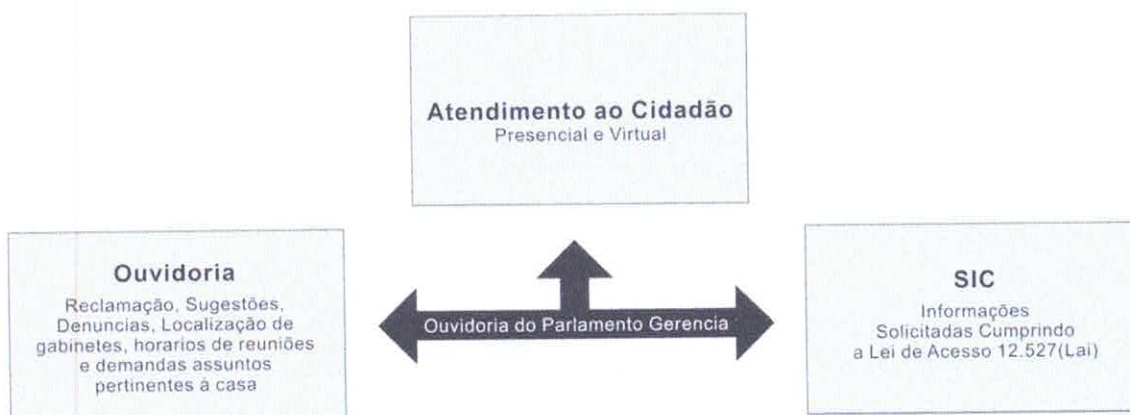 Atendimento ao Cidadão
Presencial e Virtual
Ouvidoria
Reclamação, Sugestões,
Denuncias, Localização de
gabinetes, horarios de reuniões
e demandas assuntos
pertinentes à casa
Ouvidoria do Parlamento Gerencia
SIC
Informações
Solicitadas Cumprindo
a Lei de Acesso 12.527(Lai)